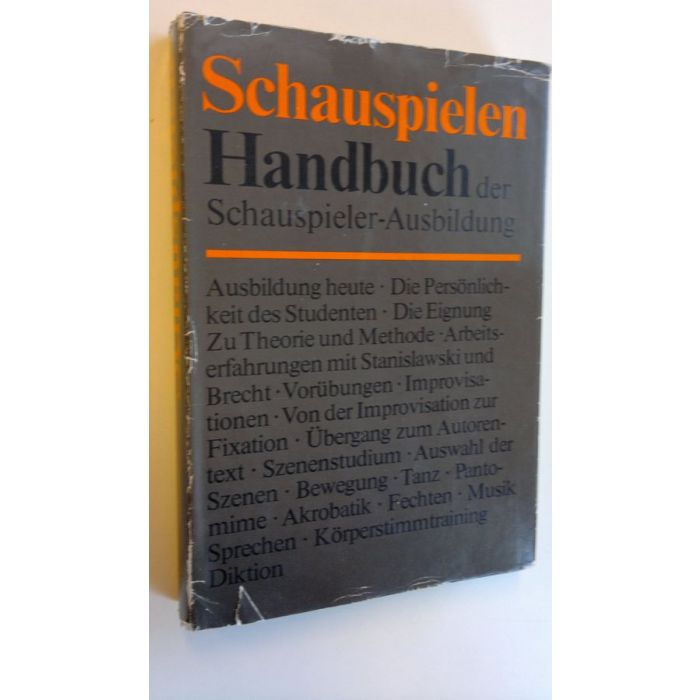 Schauspielen
Handbuch der
Schauspieler-Ausbildung
Ausbildung heute · Die Persönlich-
keit des Studenten · Die Eignung
Zu Theorie und Methode · Arbeits-
erfahrungen mit Stanislawski und
Brecht · Vorübungen · Improvisa-
tionen · Von der Improvisation zur
Fixation · Übergang zum Autoren-
text · Szenenstudium · Auswahl der
Szenen · Bewegung · Tanz · Panto-
mime · Akrobatik · Fechten · Musik
Sprechen · Körperstimmtraining
Diktion